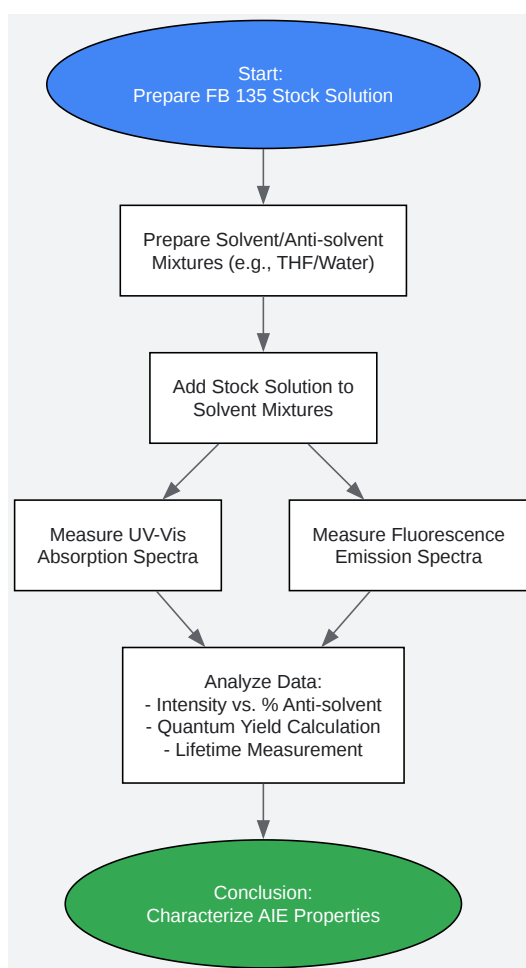 Start:
Prepare FB 135 Stock Solution
Prepare Solvent/Anti-solvent
Mixtures (e.g., THF/Water)
Add Stock Solution to
Solvent Mixtures
Measure UV-Vis
Absorption Spectra
Measure Fluorescence
Emission Spectra
Analyze Data:
- Intensity vs. % Anti-solvent
- Quantum Yield Calculation
- Lifetime Measurement
Conclusion:
Characterize AIE Properties